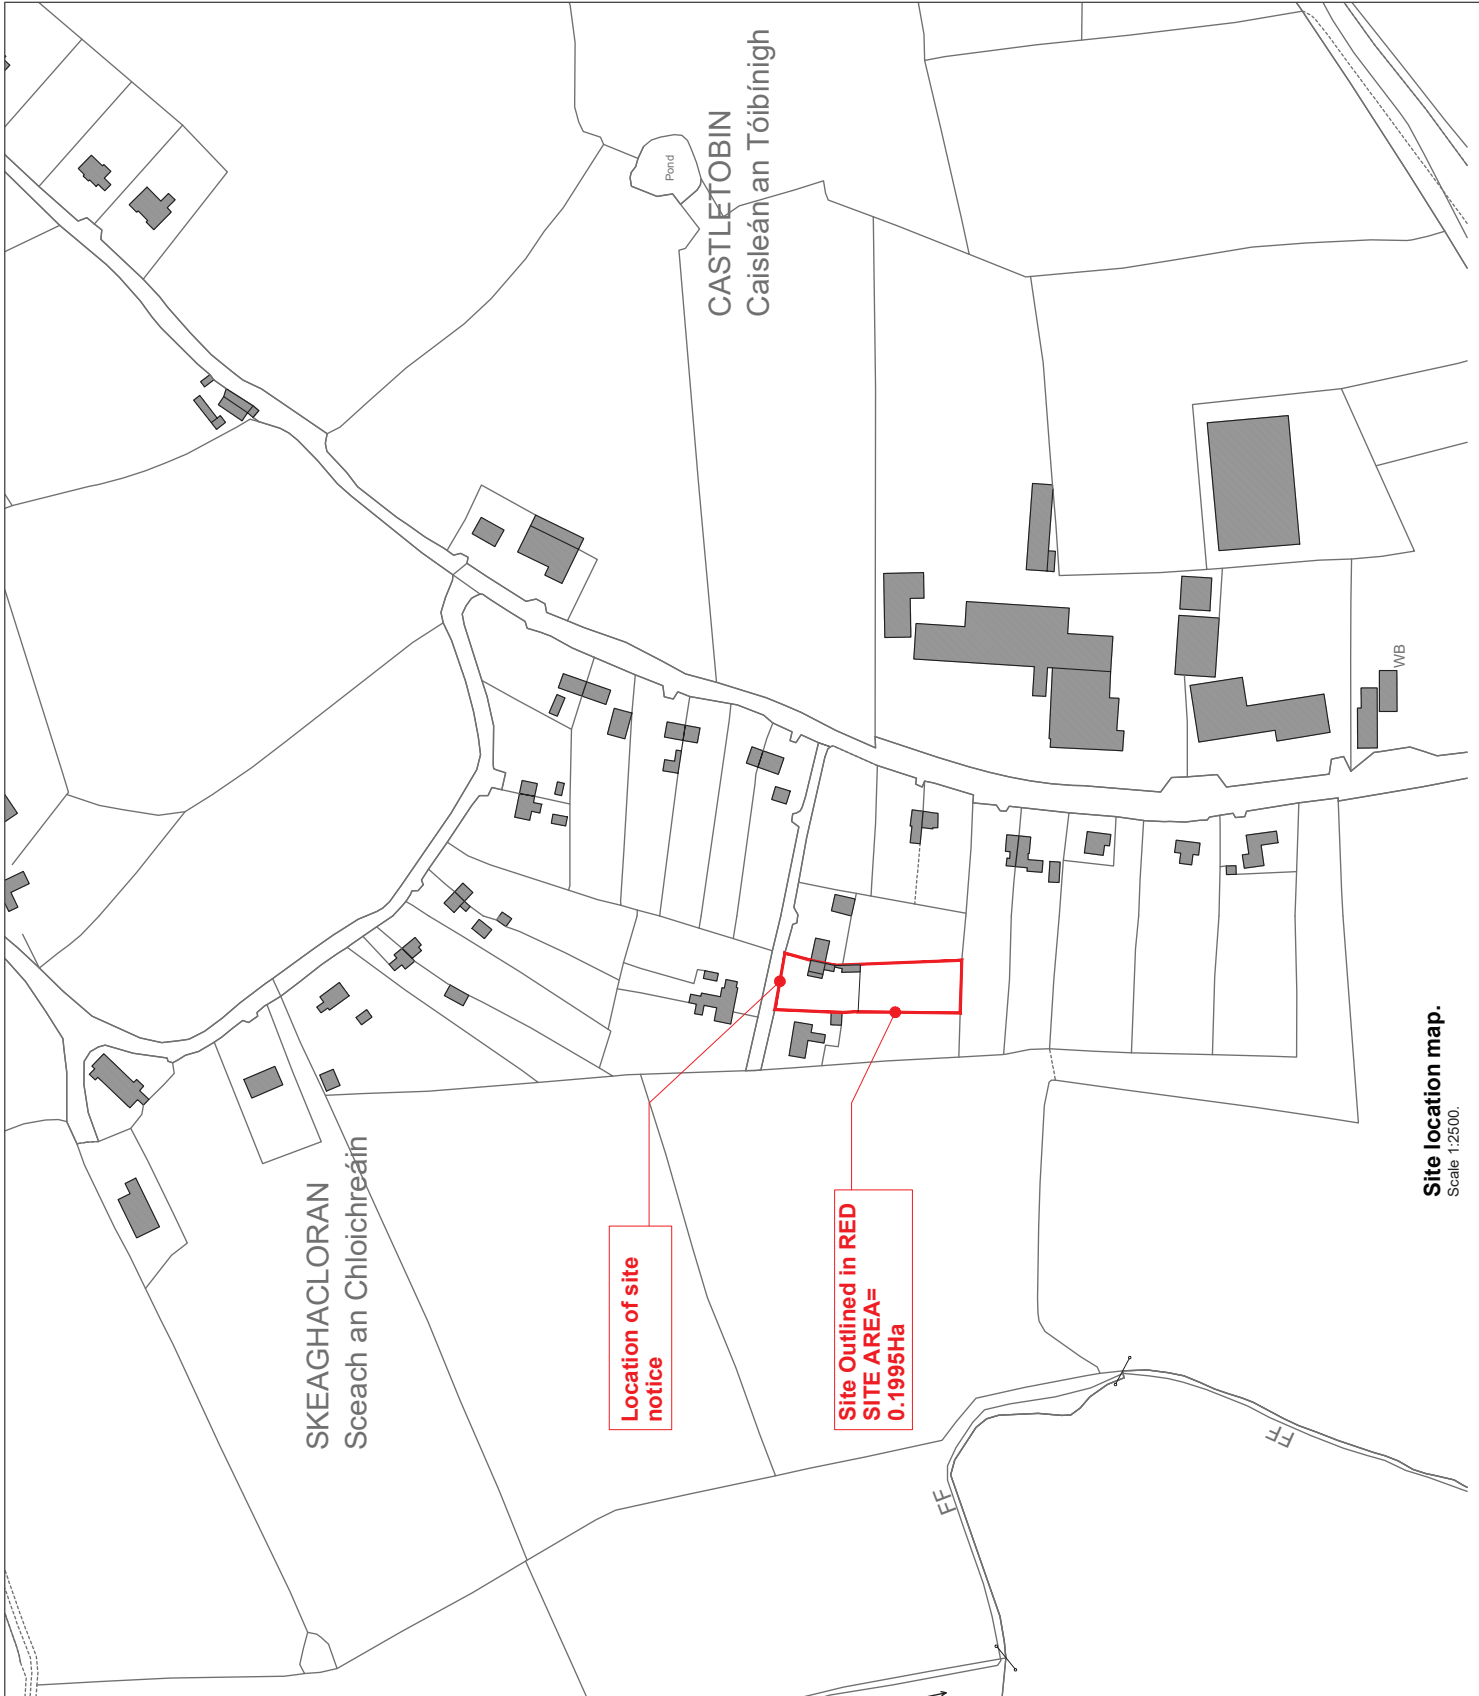 SKEAGHACLORAN
Sceach an Chloichreáin
CASTLETOBIN
Caisleán an Tóibínigh
Pond
Location of site
notice
Site Outlined in RED
SITE AREA=
0.1995Ha
FF
FF
WB
Site location map.
Scale 1:2500.